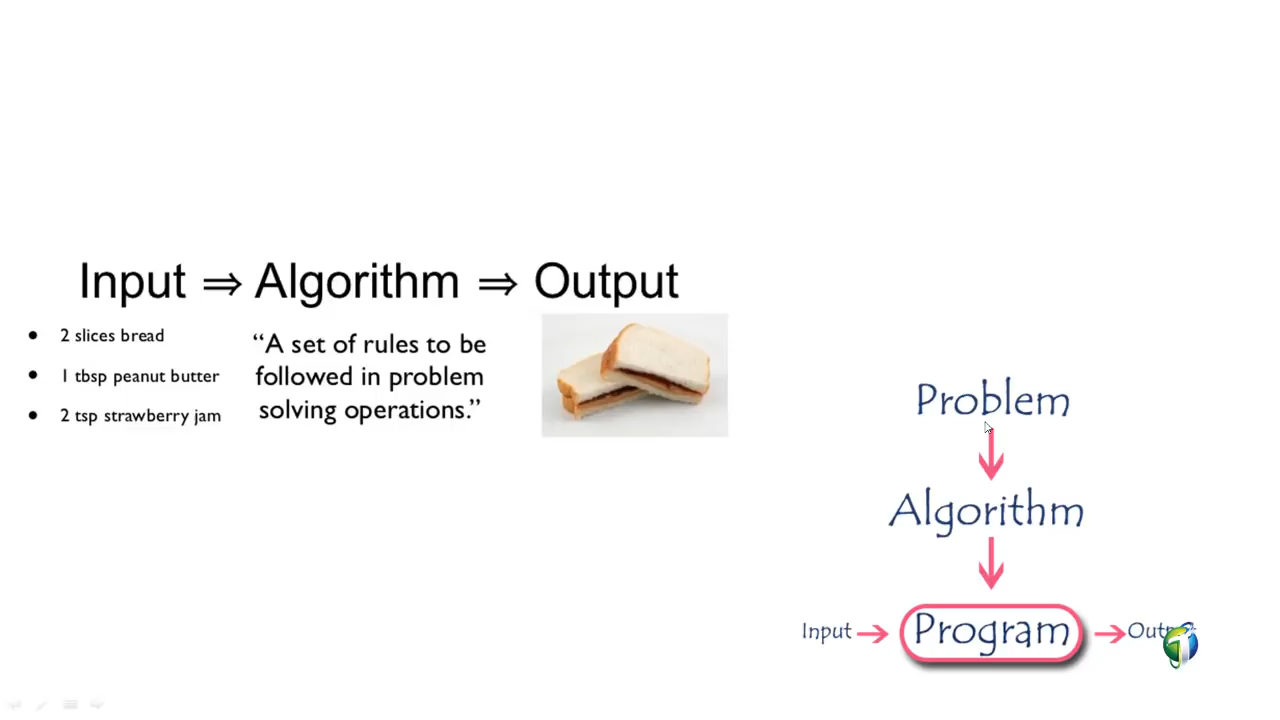 Input ⇒ Algorithm ⇒ Output
• 2 slices bread
• 1 tbsp peanut butter
• 2 tsp strawberry jam
“A set of rules to be
followed in problem
solving operations.”
Problem
Algorithm
Input → Program →